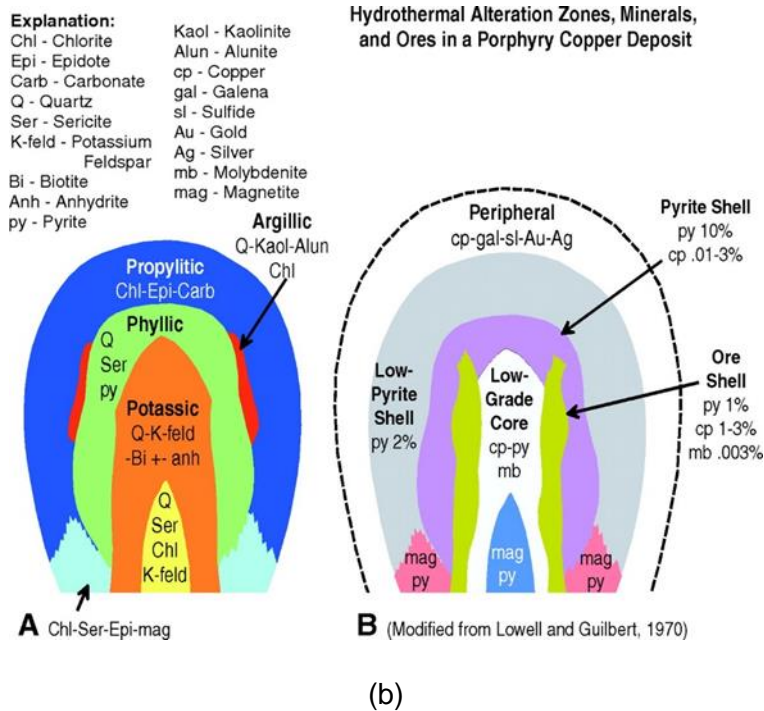 Explanation:
Chl - Chlorite
Epi - Epidote
Carb - Carbonate
Q - Quartz
Ser - Sericite
K-feld - Potassium
Feldspar
Bi - Biotite
Anh - Anhydrite
py - Pyrite
Kaol - Kaolinite
Alun - Alunite
cp - Copper
gal - Galena
sl - Sulfide
Au - Gold
Ag - Silver
mb - Molybdenite
mag - Magnetite
Hydrothermal Alteration Zones, Minerals,
and Ores in a Porphyry Copper Deposit
Argillic
Q-Kaol-Alun
Chl
Propylitic
Chl-Epi-Carb
Phyllic
Q
Ser
py
Potassic
Q-K-feld
-Bi +- anh
Q
Ser
Chl
K-feld
A Chl-Ser-Epi-mag
Peripheral
cp-gal-sl-Au-Ag
Pyrite Shell
py 10%
cp .01-3%
Low-
Pyrite
Shell
py 2%
Low-
Grade
Core
cp-py
mb
Ore
Shell
py 1%
cp 1-3%
mb .003%
mag
py
mag
py
mag
py
B (Modified from Lowell and Guilbert, 1970)
(b)